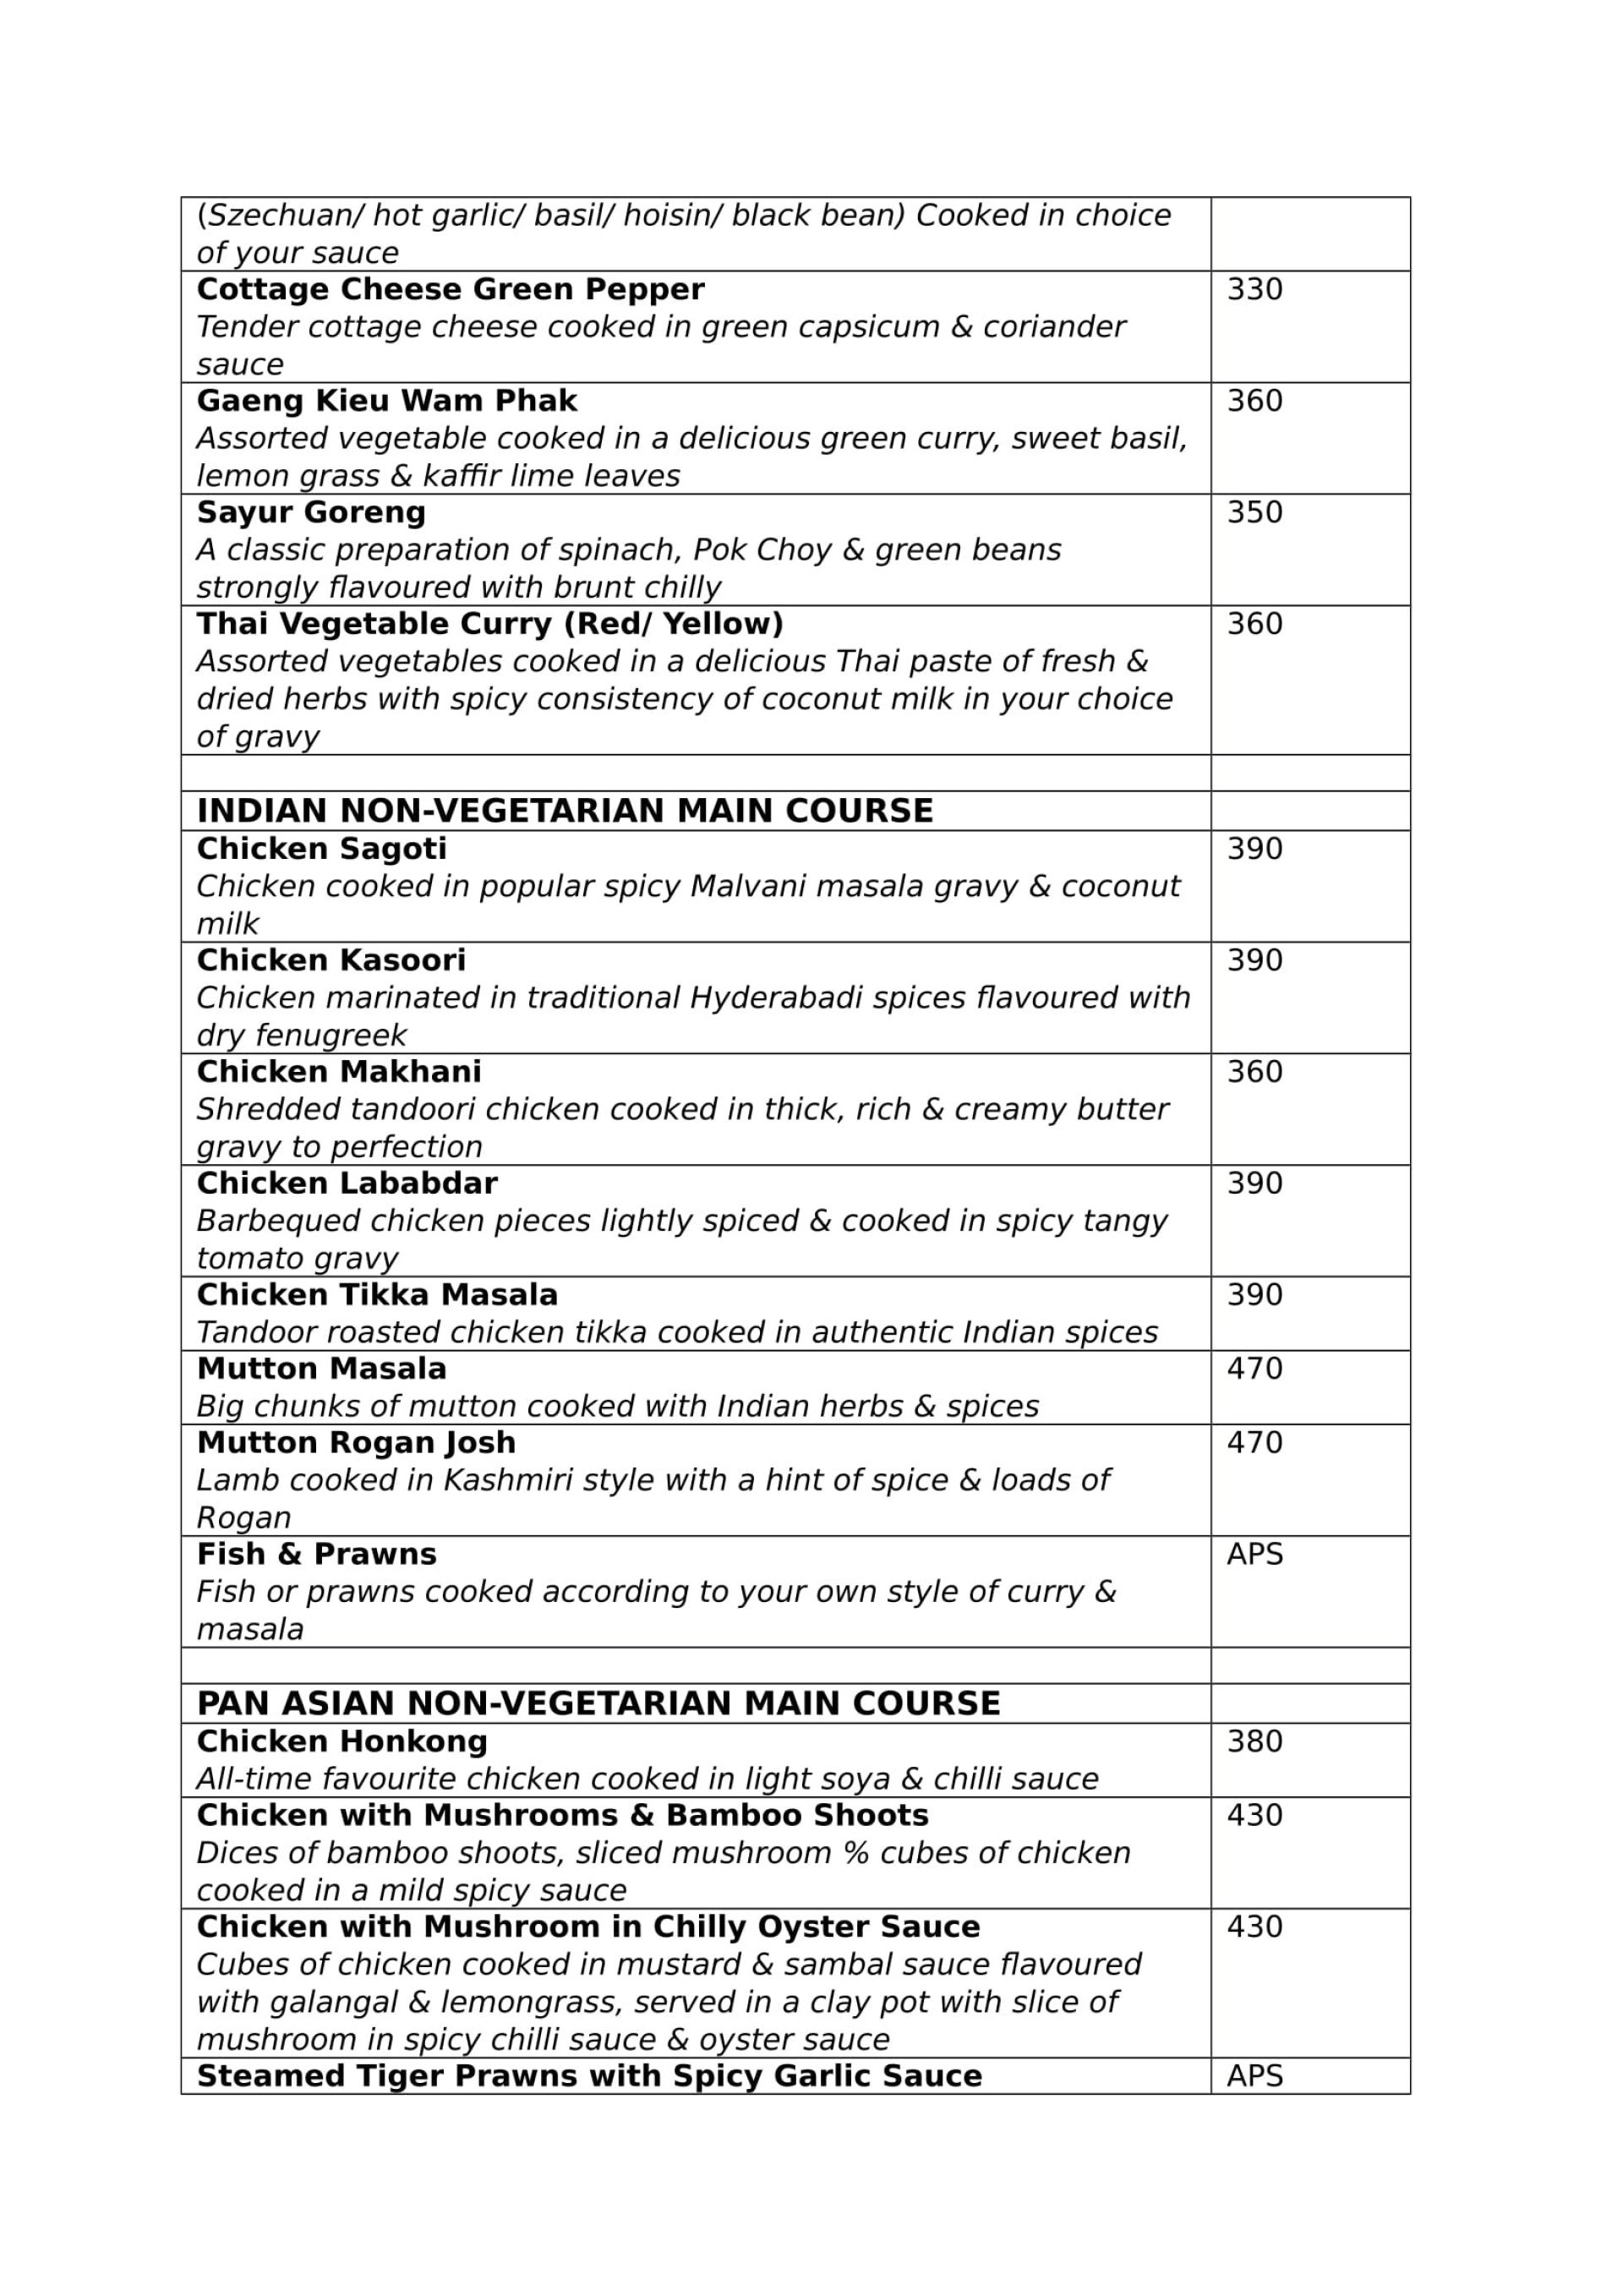 (Szechuan/ hot garlic/ basil/ hoisin/ black bean) Cooked in choice
of your sauce
Cottage Cheese Green Pepper 330
Tender cottage cheese cooked in green capsicum & coriander
sauce
Gaeng Kieu Wam Phak 360
Assorted vegetable cooked in a delicious green curry, sweet basil,
lemon grass & kaffir lime leaves
Sayur Goreng 350
A classic preparation of spinach, Pok Choy & green beans
strongly flavoured with brunt chilly
Thai Vegetable Curry (Red/ Yellow) 360
Assorted vegetables cooked in a delicious Thai paste of fresh &
dried herbs with spicy consistency of coconut milk in your choice
of gravy
INDIAN NON-VEGETARIAN MAIN COURSE
Chicken Sagoti 390
Chicken cooked in popular spicy Malvani masala gravy & coconut
milk
Chicken Kasoori 390
Chicken marinated in traditional Hyderabadi spices flavoured with
dry fenugreek
Chicken Makhani 360
Shredded tandoori chicken cooked in thick, rich & creamy butter
gravy to perfection
Chicken Lababdar 390
Barbequed chicken pieces lightly spiced & cooked in spicy tangy
tomato gravy
Chicken Tikka Masala 390
Tandoor roasted chicken tikka cooked in authentic Indian spices
Mutton Masala 470
Big chunks of mutton cooked with Indian herbs & spices
Mutton Rogan Josh 470
Lamb cooked in Kashmiri style with a hint of spice & loads of
Rogan
Fish & Prawns APS
Fish or prawns cooked according to your own style of curry &
masala
PAN ASIAN NON-VEGETARIAN MAIN COURSE
Chicken Honkong 380
All-time favourite chicken cooked in light soya & chilli sauce
Chicken with Mushrooms & Bamboo Shoots 430
Dices of bamboo shoots, sliced mushroom % cubes of chicken
cooked in a mild spicy sauce
Chicken with Mushroom in Chilly Oyster Sauce 430
Cubes of chicken cooked in mustard & sambal sauce flavoured
with galangal & lemongrass, served in a clay pot with slice of
mushroom in spicy chilli sauce & oyster sauce
Steamed Tiger Prawns with Spicy Garlic Sauce APS